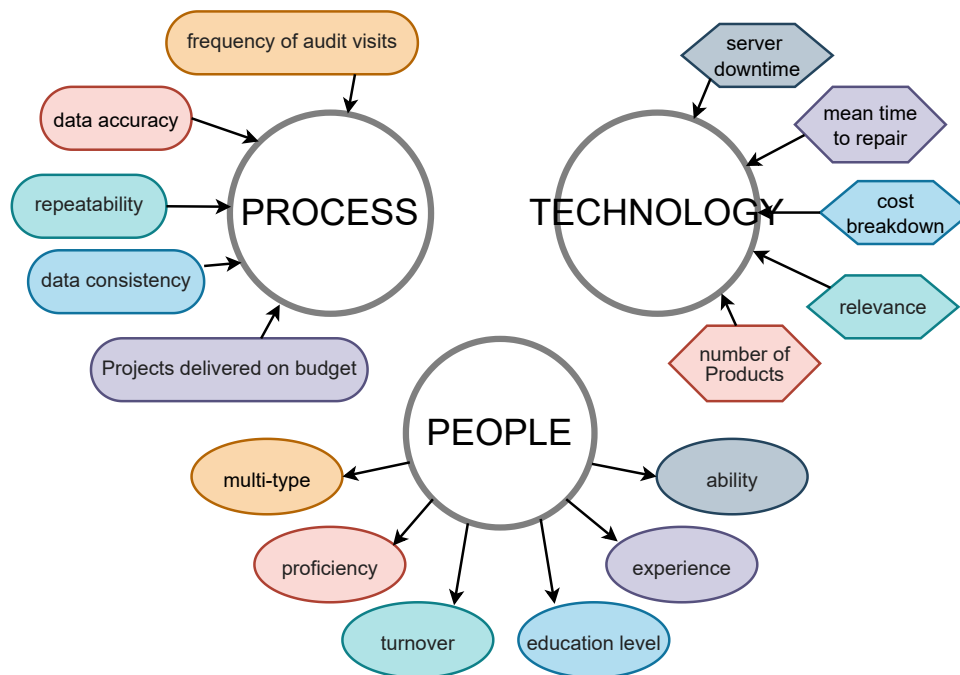 frequency of audit visits
data accuracy
repeatability
data consistency
Projects delivered on budget
PROCESS
server
downtime
mean time
to repair
cost
breakdown
relevance
number of
Products
TECHNOLOGY
PEOPLE
multi-type
proficiency
turnover
education level
experience
ability